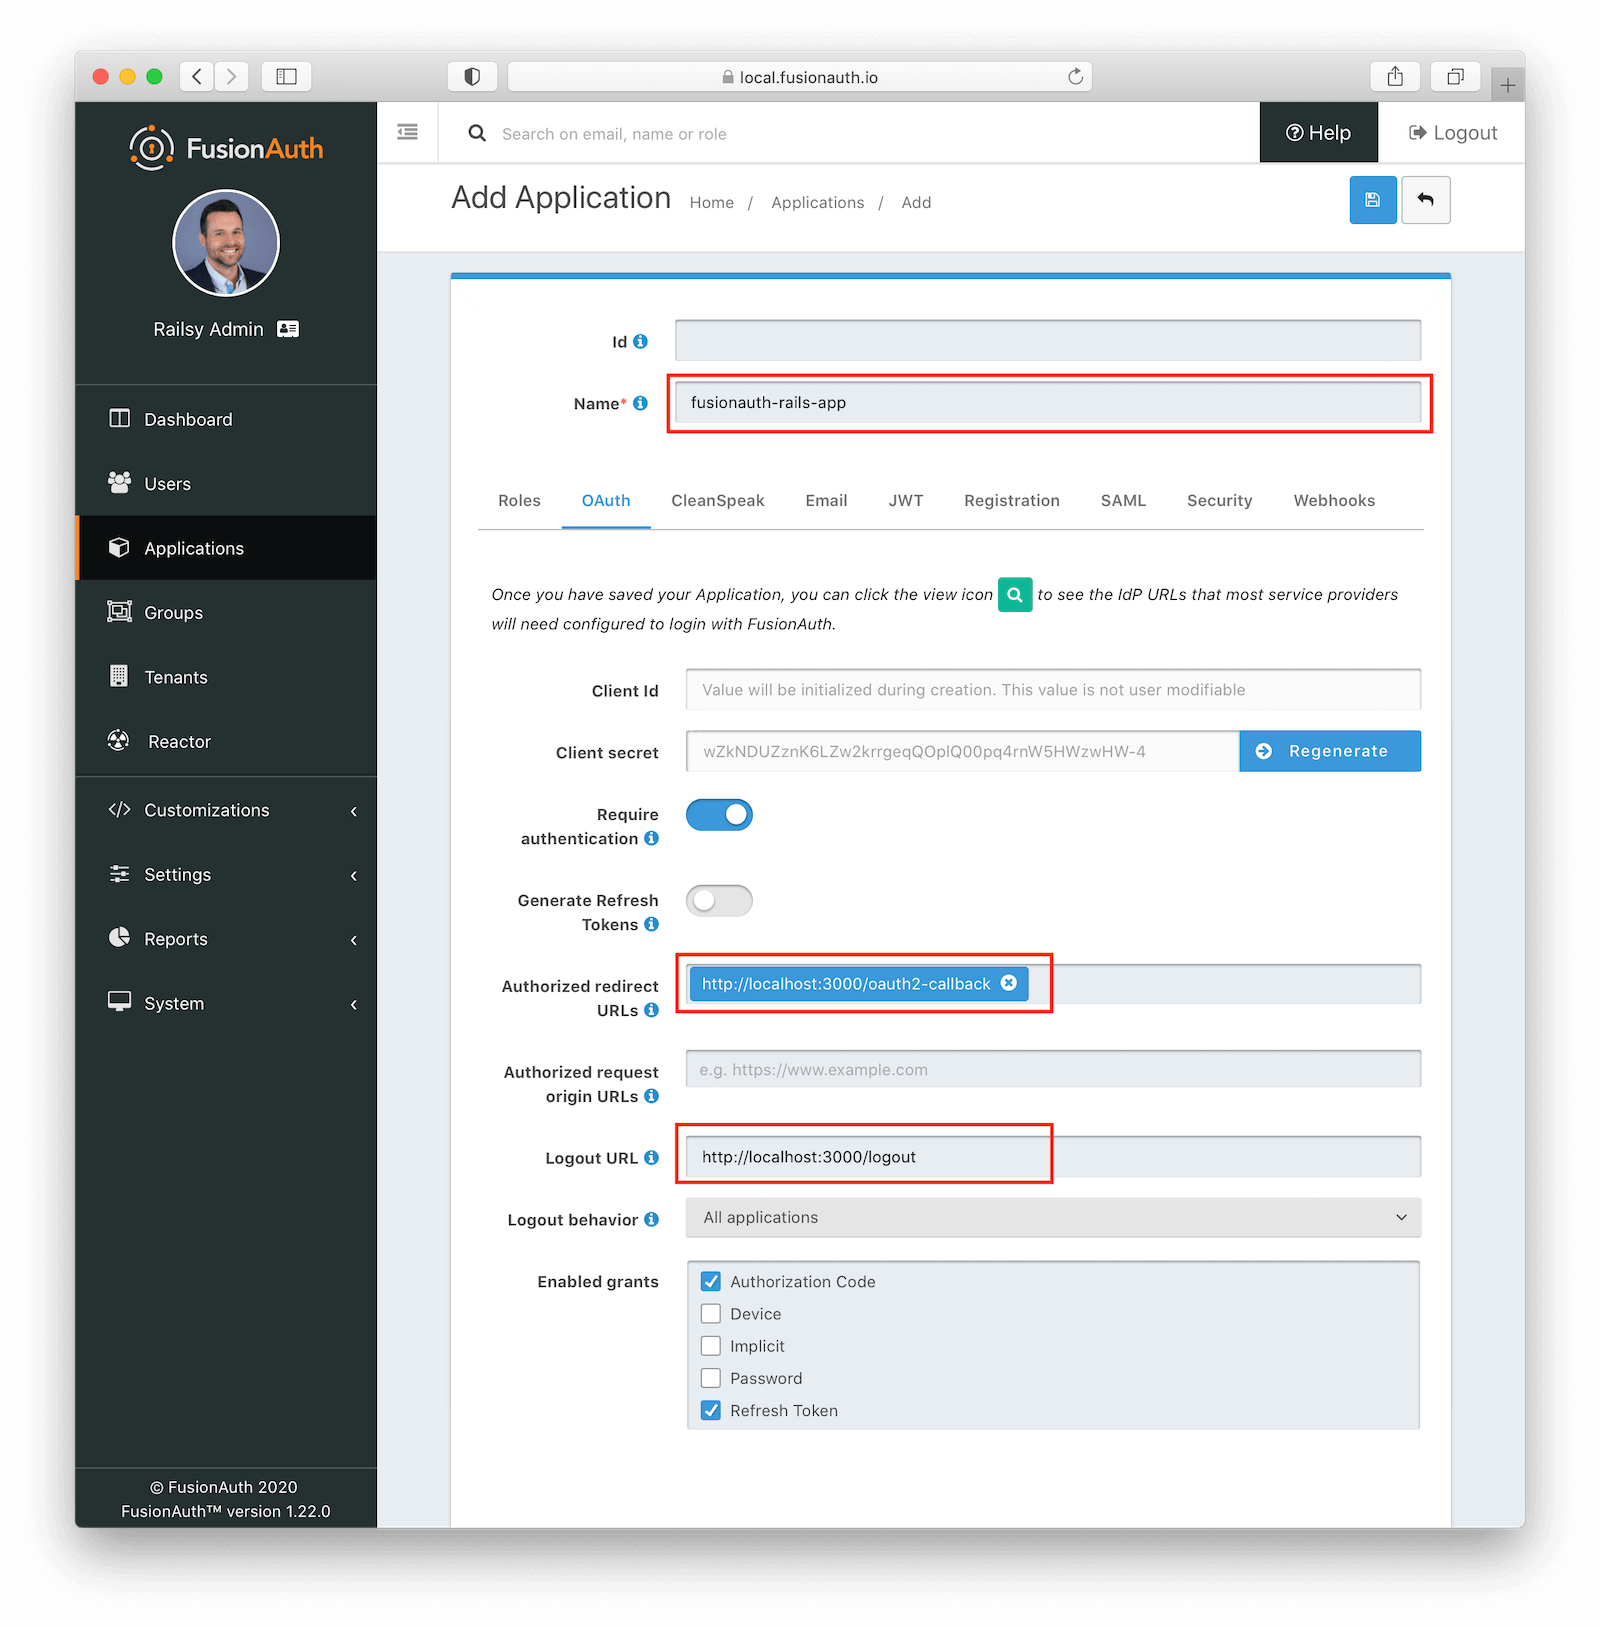 local.fusionauth.io
FusionAuth
Search on email, name or role
Help
Logout
Railsy Admin
Add Application
Home / Applications / Add
Dashboard
Users
Applications
Groups
Tenants
Reactor
Customizations
Settings
Reports
System
© FusionAuth 2020
FusionAuth™ version 1.22.0
Id
Name* fusionauth-rails-app
Roles OAuth CleanSpeak Email JWT Registration SAML Security Webhooks
Once you have saved your Application, you can click the view icon to see the IdP URLs that most service providers
will need configured to login with FusionAuth.
Client Id Value will be initialized during creation. This value is not user modifiable
Client secret wZkNDUZznK6LZw2krrgeqQOplQ00pq4rnW5HWzwHW-4 Regenerate
Require
authentication
Generate Refresh
Tokens
Authorized redirect http://localhost:3000/oauth2-callback
URLs
Authorized request e.g. https://www.example.com
origin URLs
Logout URL http://localhost:3000/logout
Logout behavior All applications
Enabled grants Authorization Code
Device
Implicit
Password
Refresh Token